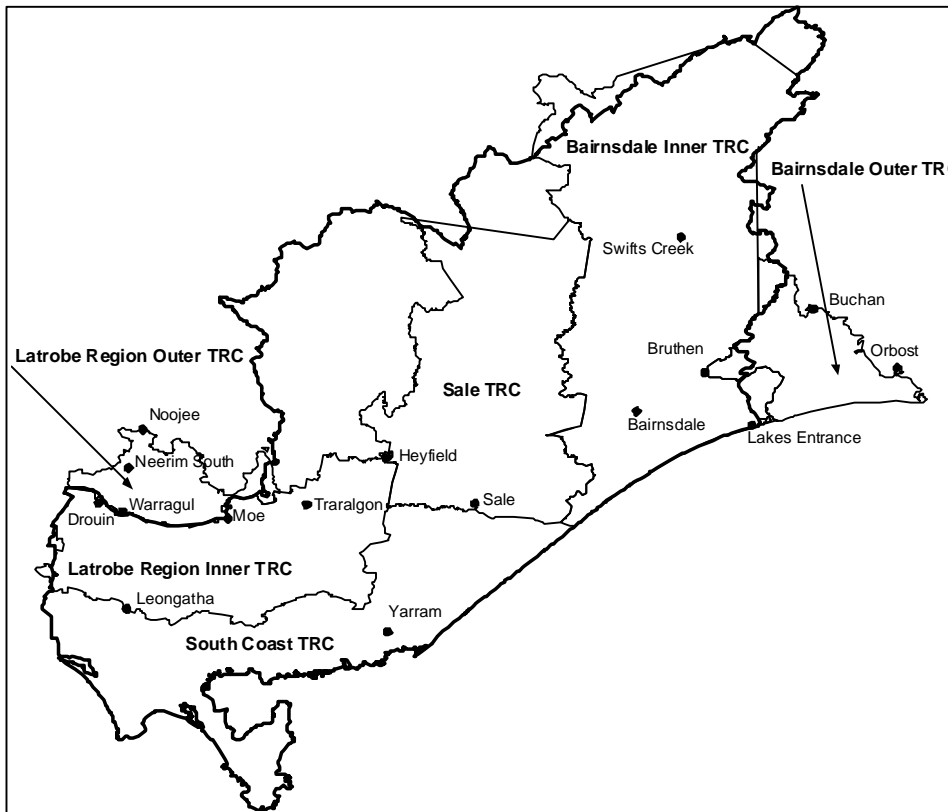 Bairnsdale Inner TRC
Bairnsdale Outer TRC
Swifts Creek
Buchan
Latrobe Region Outer TRC
Bruthen
Orbost
Sale TRC
Noojee
Bairnsdale
Lakes Entrance
Neerim South
Heyfield
Warragul
Traralgon
Sale
Drouin
Moe
Latrobe Region Inner TRC
Leongatha
Yarram
South Coast TRC